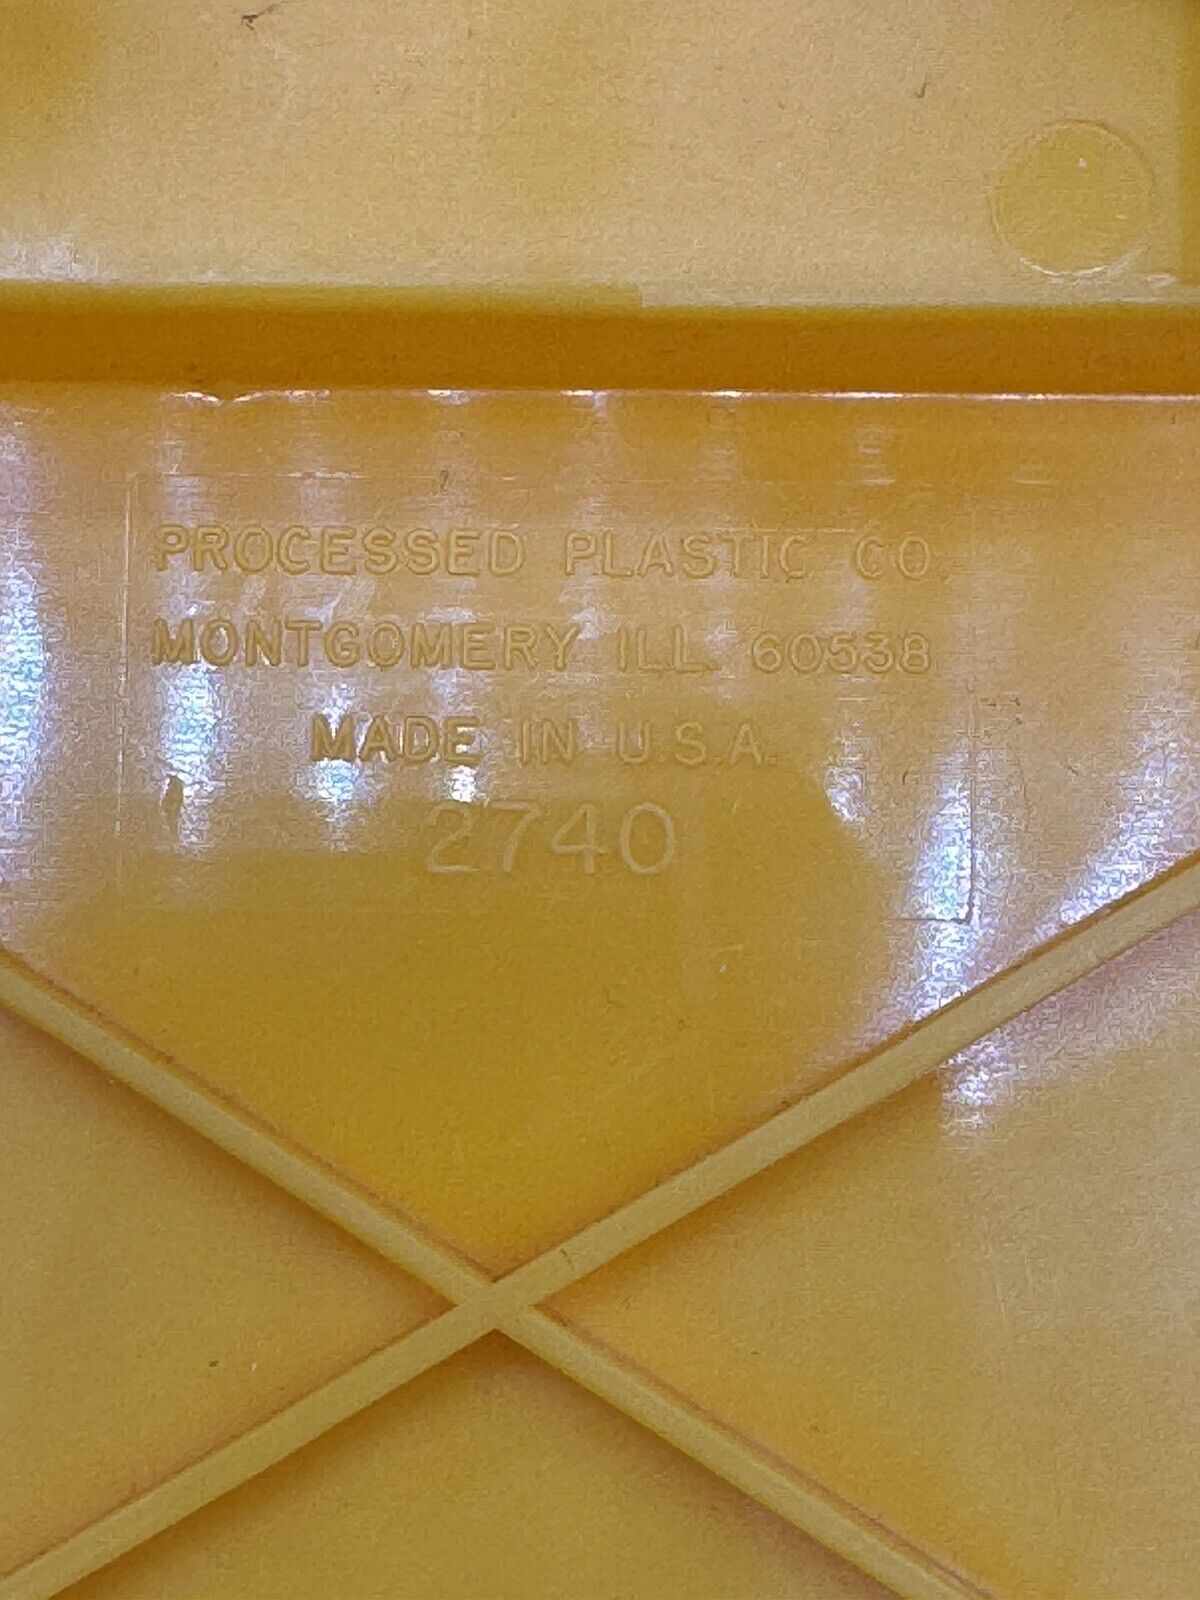 PROCESSED PLASTIC CO.
MONTGOMERY ILL. 60538
MADE IN U.S.A.
2740